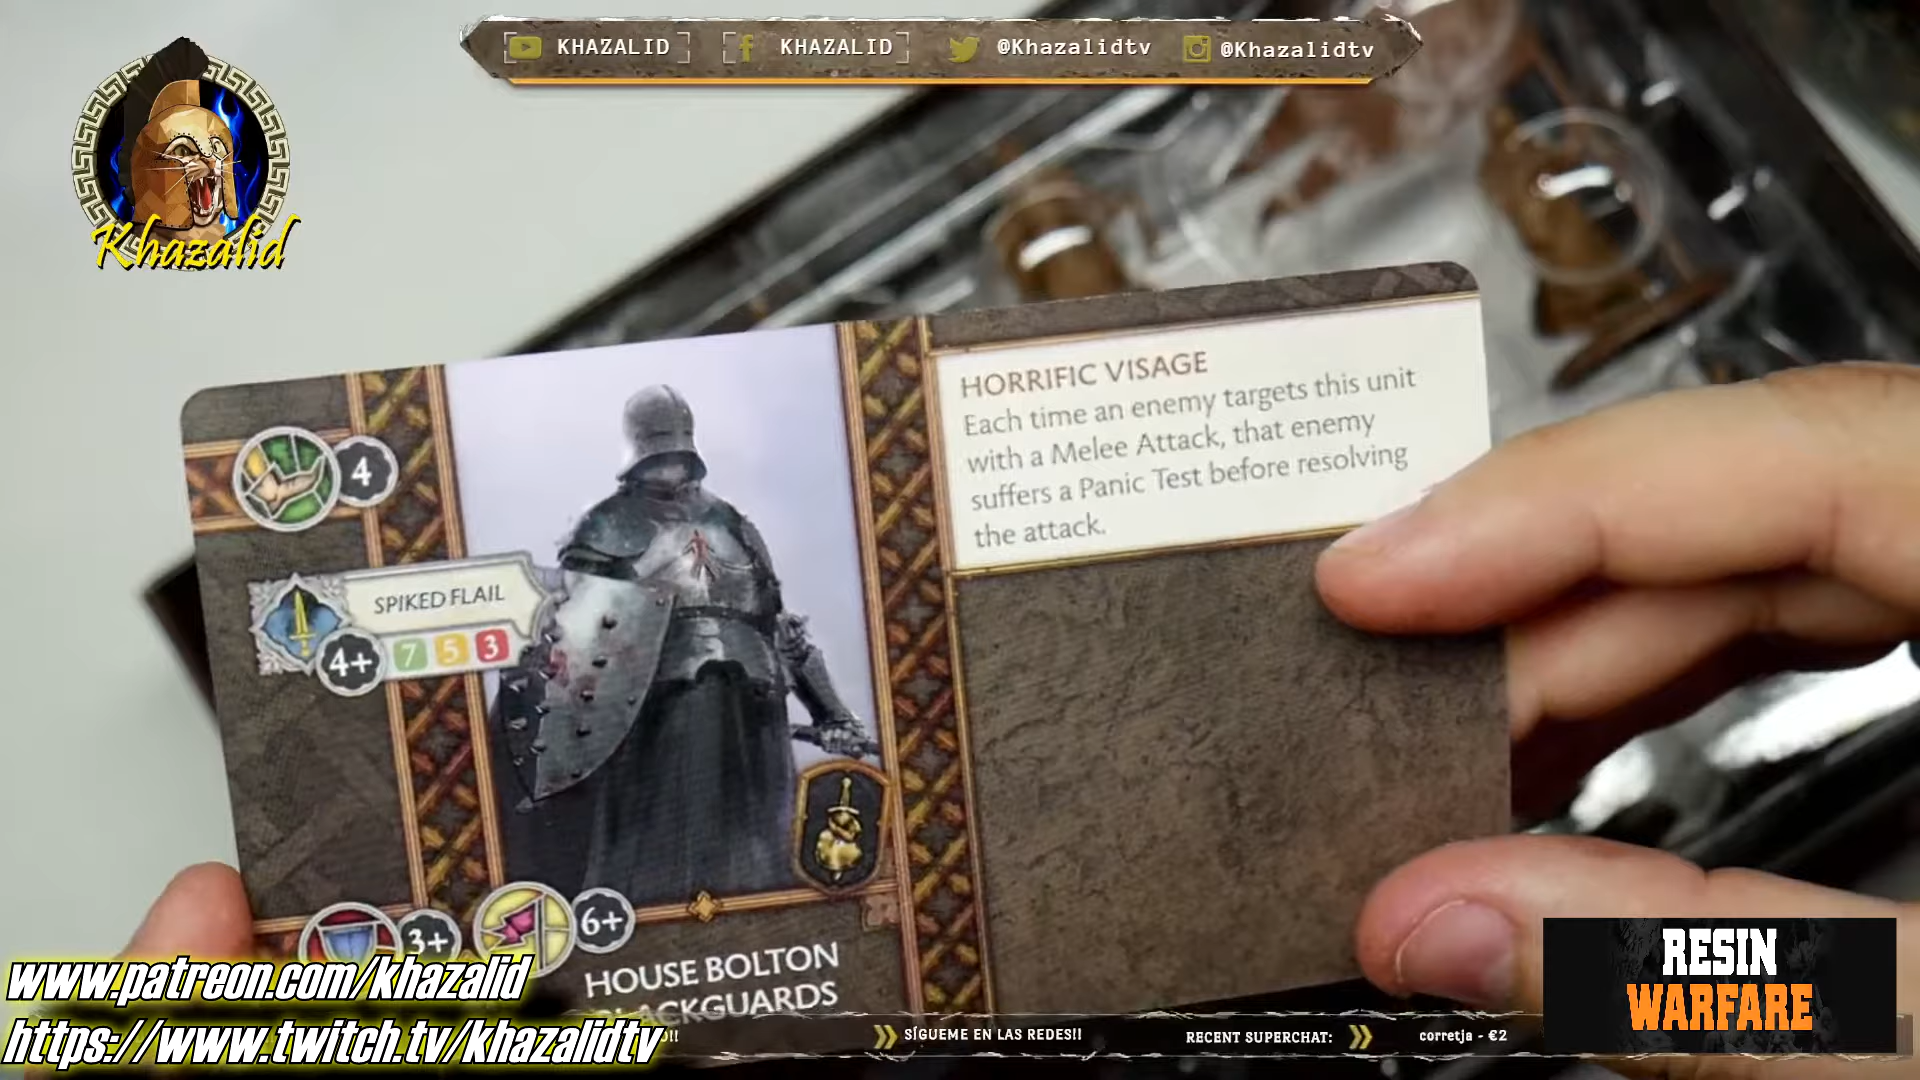 KHAZALID
KHAZALID
@Khazalidtv
@Khazalidtv
Khazalid
HORRIFIC VISAGE
Each time an enemy targets this unit
with a Melee Attack, that enemy
suffers a Panic Test before resolving
the attack.
4
SPIKED FLAIL
4+ 7 5 3
3+ 6+
HOUSE BOLTON
www.patreon.com/khazalid
https://www.twitch.tv/khazalidtv
SÍGUEME EN LAS REDES!!
RECENT SUPERCHAT:
corretja - €2
RESIN
WARFARE